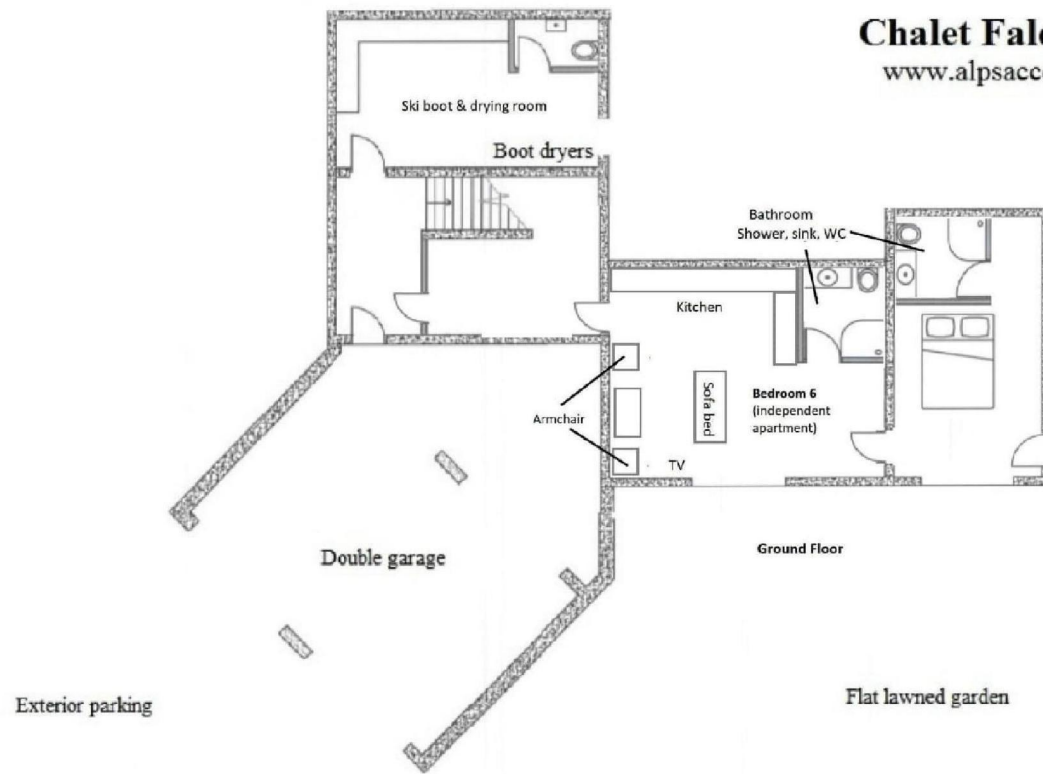 Chalet
www.alpsacc
Ski boot & drying room
Boot dryers
Bathroom
Shower, sink, WC
Kitchen
Armchair
Sofa bed
Bedroom 6
(independent
apartment)
TV
Ground Floor
Double garage
Exterior parking
Flat lawned garden